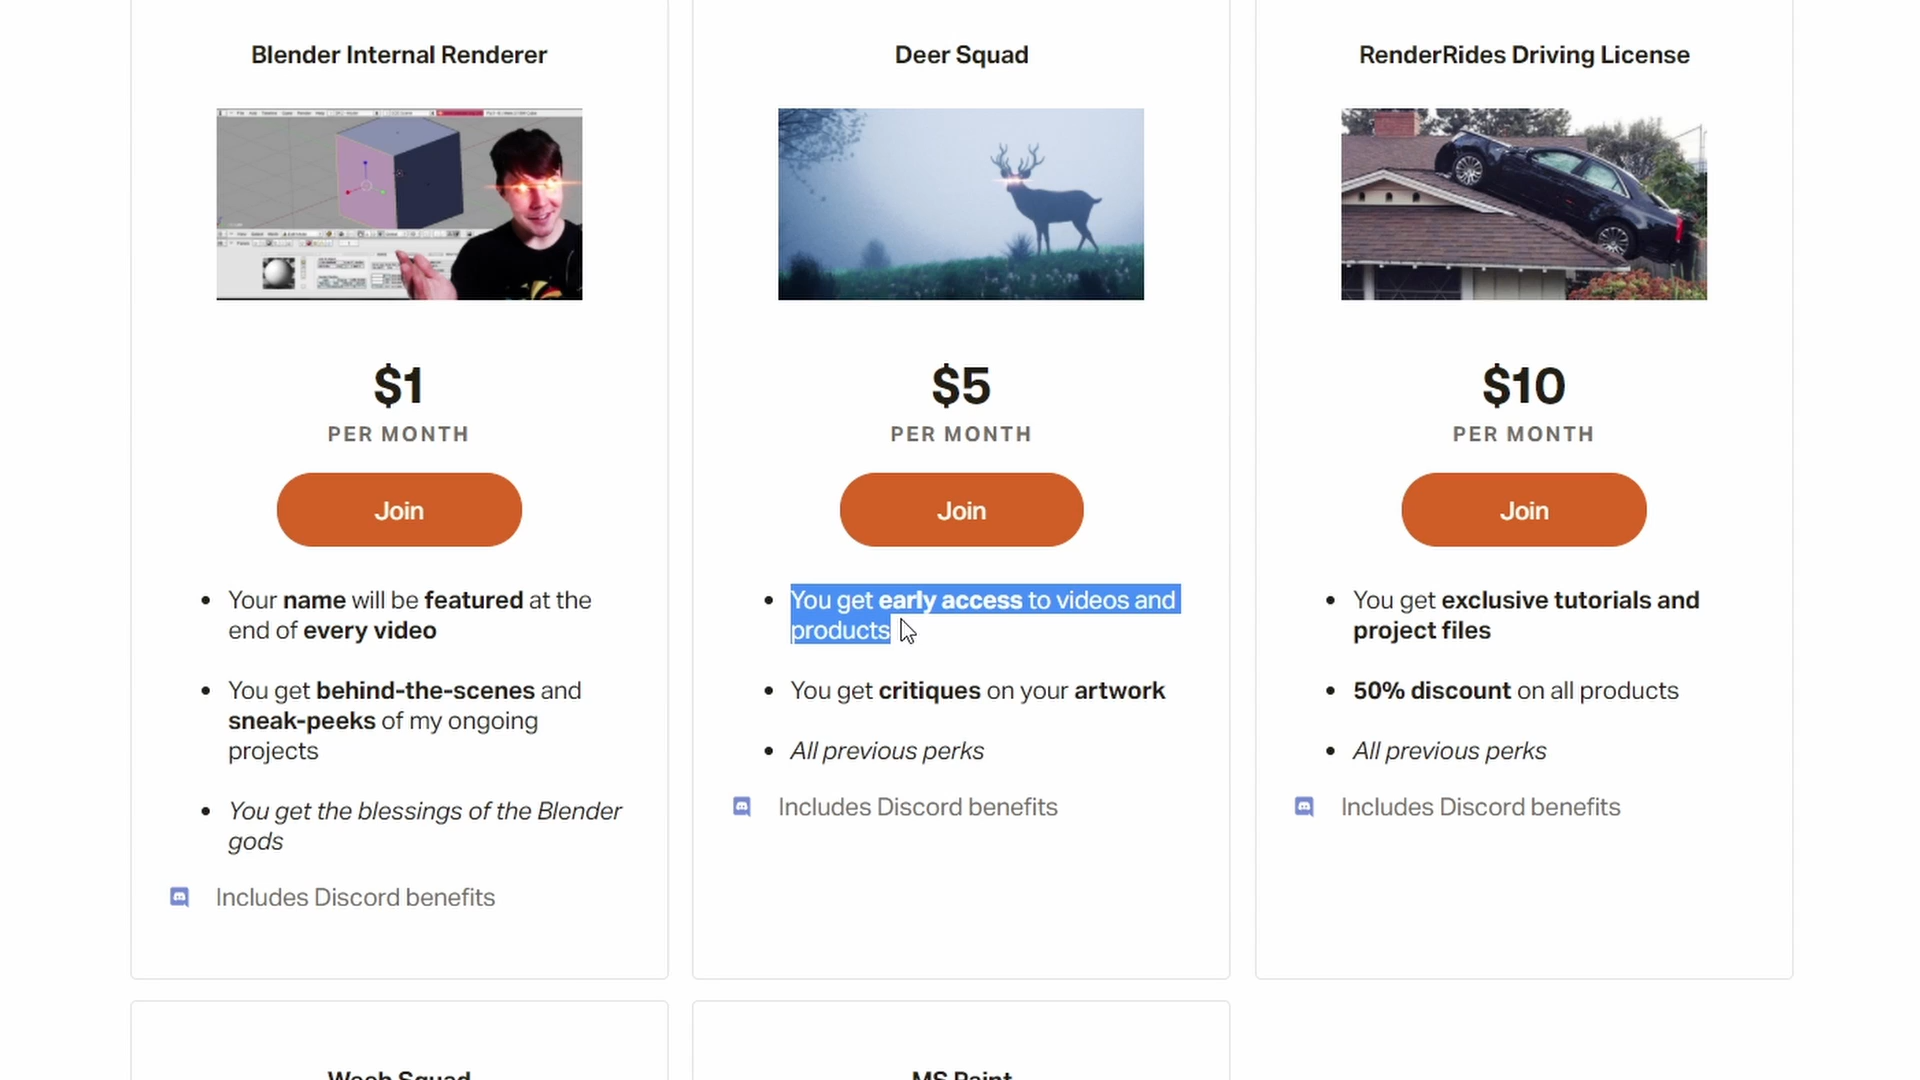 Blender Internal Renderer
$1
PER MONTH
Join
Your name will be featured at the
end of every video
You get behind-the-scenes and
sneak-peeks of my ongoing
projects
You get the blessings of the Blender
gods
Includes Discord benefits
Deer Squad
$5
PER MONTH
Join
You get early access to videos and
products
You get critiques on your artwork
All previous perks
Includes Discord benefits
RenderRides Driving License
$10
PER MONTH
Join
You get exclusive tutorials and
project files
50% discount on all products
All previous perks
Includes Discord benefits
Weeb Squad
MS Paint